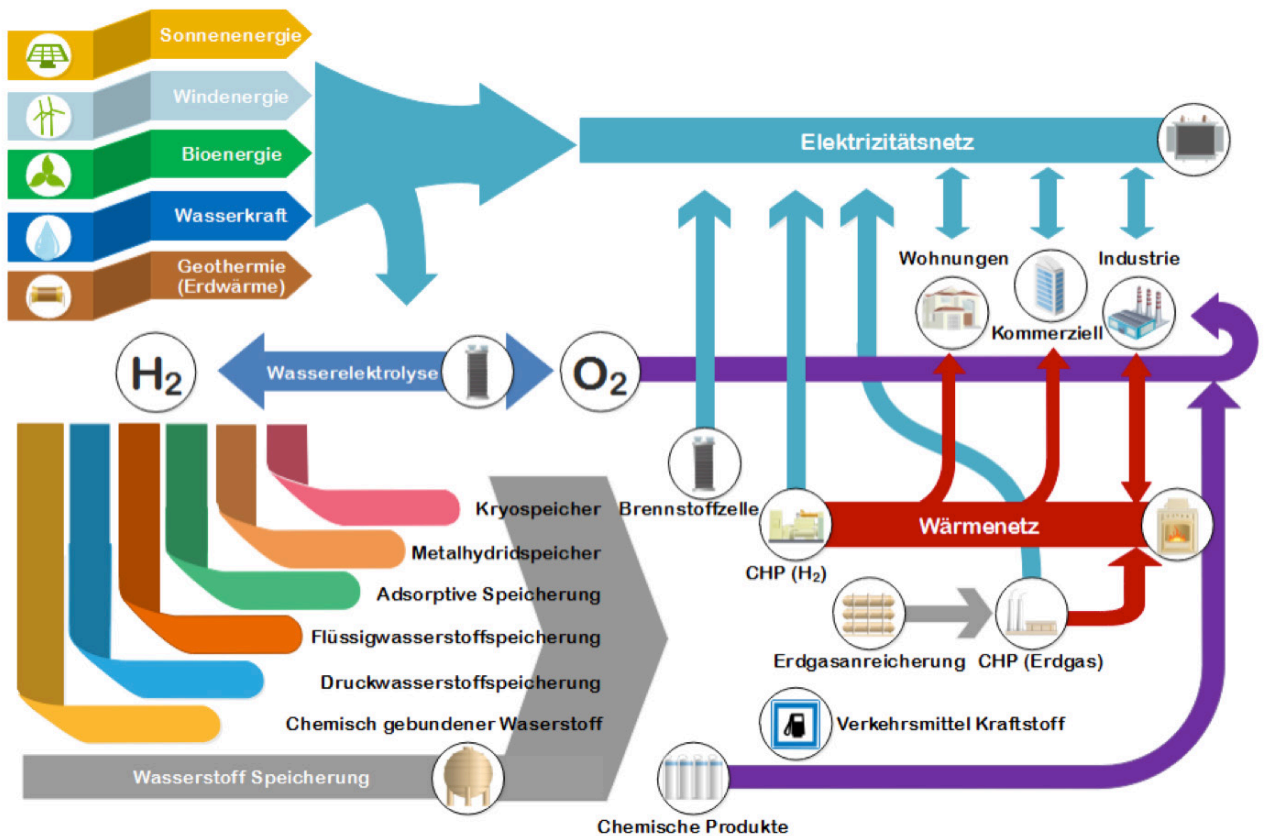 Sonnenenergie
Windenergie
Bioenergie
Wasserkraft
Geothermie
(Erdwärme)
Elektrizitätsnetz
Wohnungen
Industrie
Kommerziell
H₂
Wasserelektrolyse
O₂
Kryospeicher
Brennstoffzelle
Wärmenetz
Metalhydridspeicher
CHP (H₂)
Adsorptive Speicherung
Flüssigwasserstoffspeicherung
Erdgasanreicherung
CHP (Erdgas)
Druckwasserstoffspeicherung
Chemisch gebundener Waserstoff
Verkehrsmittel Kraftstoff
Wasserstoff Speicherung
Chemische Produkte